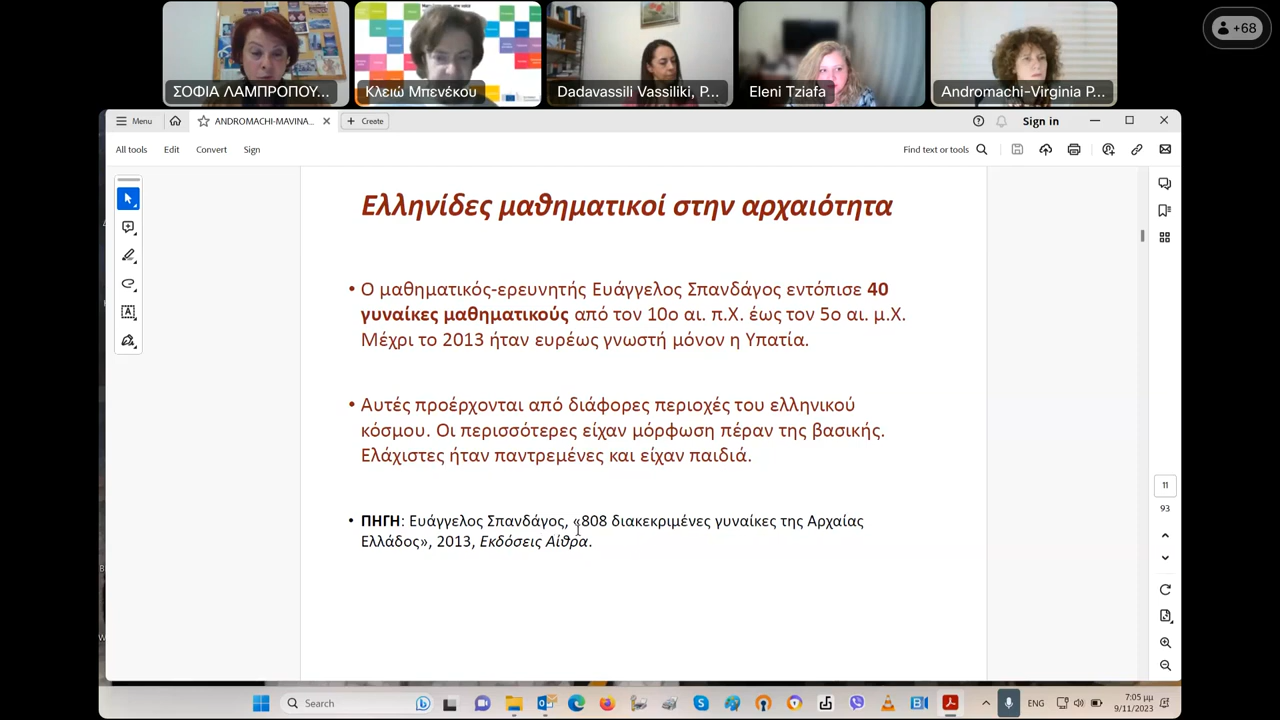 +68
ΣΟΦΙΑ ΛΑΜΠΡΟΠΟΥ...
Κλειώ Μπενέκου
Dadavassili Vassiliki, P...
Eleni Tziafa
Andromachi-Virginia P...
Menu
ANDROMACHI-MAVINA...
Create
Sign in
All tools
Edit
Convert
Sign
Find text or tools
Ελληνίδες μαθηματικοί στην αρχαιότητα
• Ο μαθηματικός-ερευνητής Ευάγγελος Σπανδάγος εντόπισε 40
γυναίκες μαθηματικούς από τον 10ο αι. π.Χ. έως τον 5ο αι. μ.Χ.
Μέχρι το 2013 ήταν ευρέως γνωστή μόνον η Υπατία.
• Αυτές προέρχονται από διάφορες περιοχές του ελληνικού
κόσμου. Οι περισσότερες είχαν μόρφωση πέραν της βασικής.
Ελάχιστες ήταν παντρεμένες και είχαν παιδιά.
• ΠΗΓΗ: Ευάγγελος Σπανδάγος, «808 διακεκριμένες γυναίκες της Αρχαίας
Ελλάδος», 2013, Εκδόσεις Αίθρα.
11
93
Search
ENG
7:05 μμ
9/11/2023